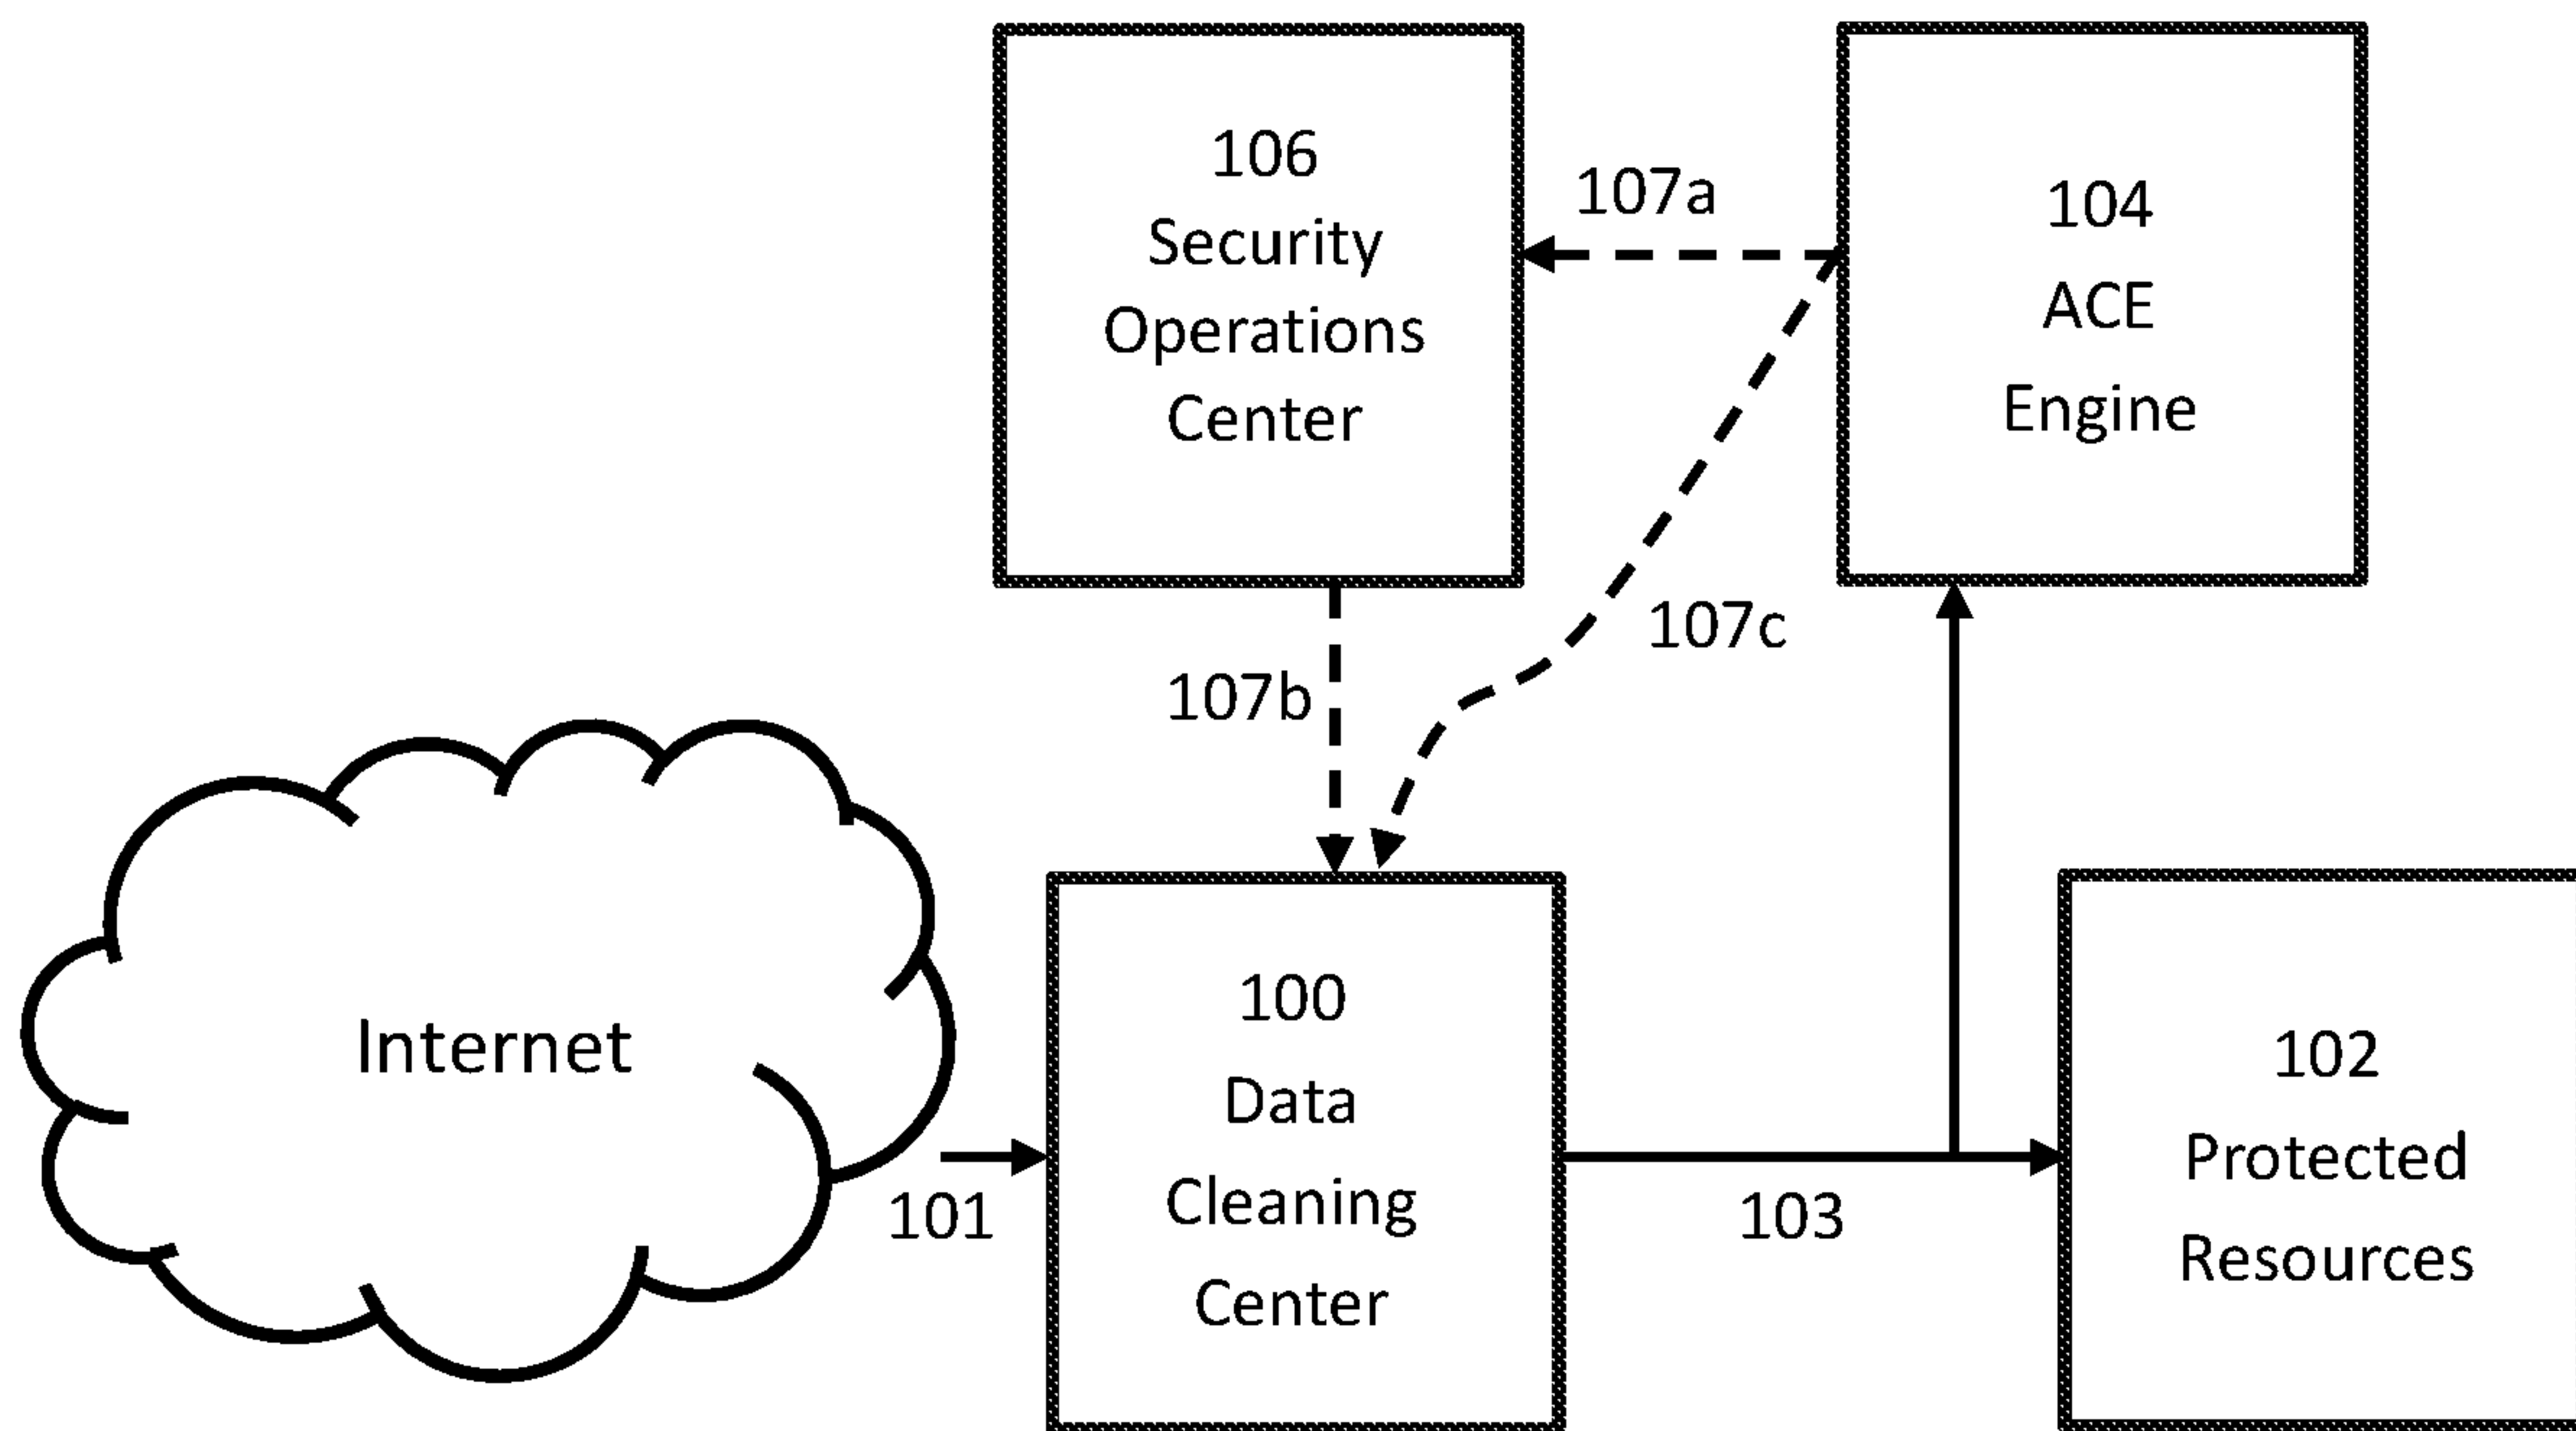 106
Security
Operations
Center
107a
104
ACE
Engine
107c
107b
Internet
101
100
Data
Cleaning
Center
103
102
Protected
Resources